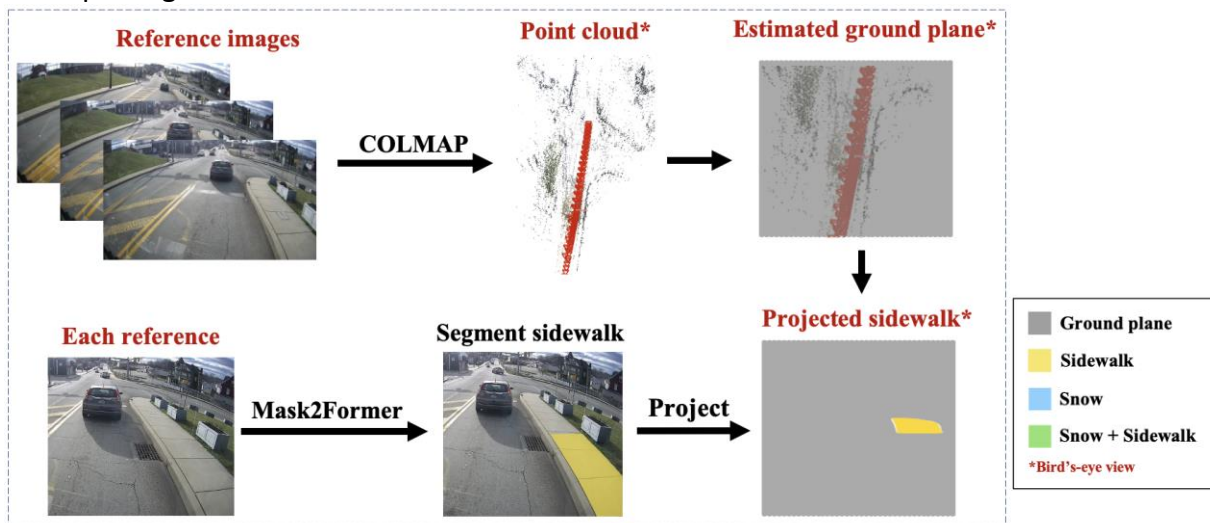 Reference images
Point cloud*
Estimated ground plane*
COLMAP
Each reference
Segment sidewalk
Projected sidewalk*
Mask2Former
Project
Ground plane
Sidewalk
Snow
Snow + Sidewalk
*Bird's-eye view